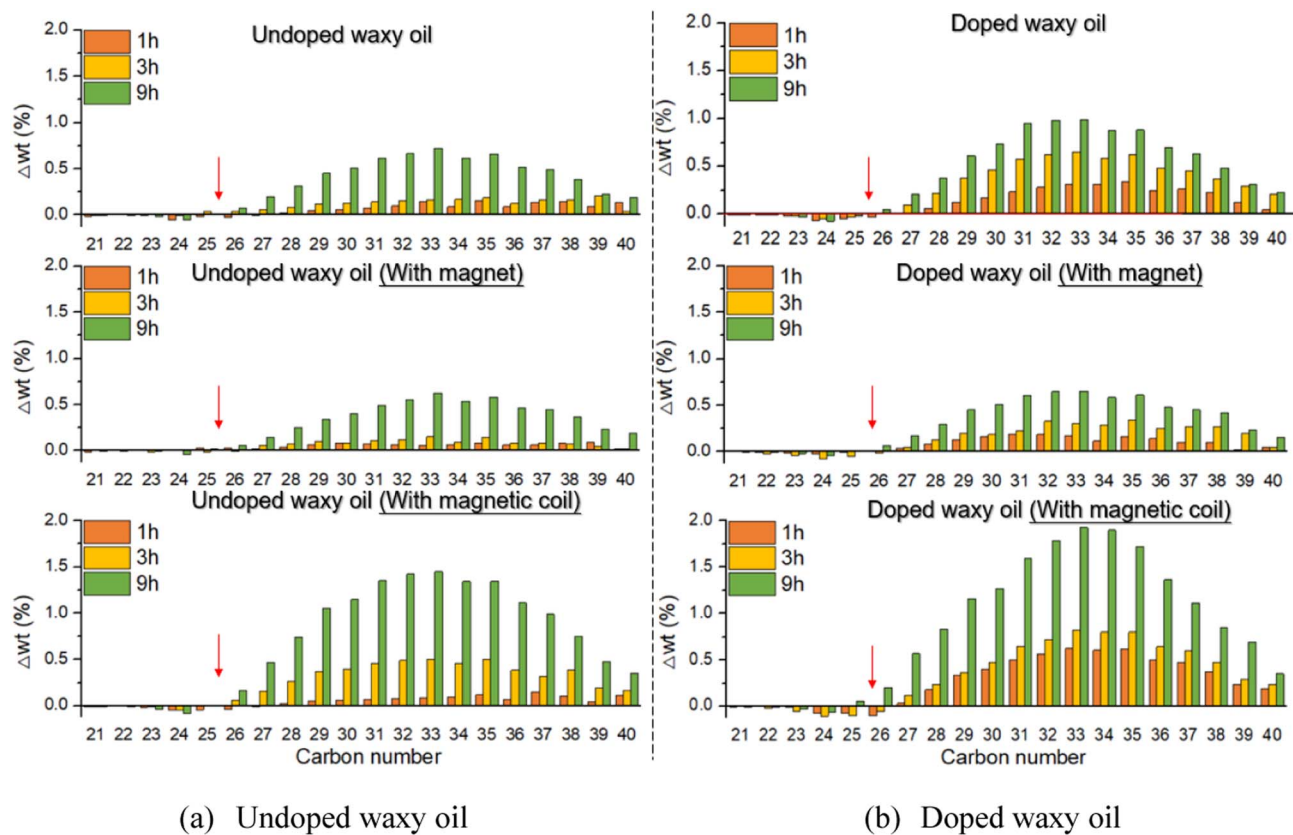 Undoped waxy oil
2.0
1.5
1.0
0.5
0.0
△wt (%)
1h
3h
9h
21 22 23 24 25 26 27 28 29 30 31 32 33 34 35 36 37 38 39 40
Undoped waxy oil (With magnet)
2.0
1.5
1.0
0.5
0.0
△wt (%)
1h
3h
9h
21 22 23 24 25 26 27 28 29 30 31 32 33 34 35 36 37 38 39 40
Undoped waxy oil (With magnetic coil)
2.0
1.5
1.0
0.5
0.0
△wt (%)
1h
3h
9h
21 22 23 24 25 26 27 28 29 30 31 32 33 34 35 36 37 38 39 40
Carbon number
(a) Undoped waxy oil
Doped waxy oil
2.0
1.5
1.0
0.5
0.0
△wt (%)
1h
3h
9h
21 22 23 24 25 26 27 28 29 30 31 32 33 34 35 36 37 38 39 40
Doped waxy oil (With magnet)
2.0
1.5
1.0
0.5
0.0
△wt (%)
1h
3h
9h
21 22 23 24 25 26 27 28 29 30 31 32 33 34 35 36 37 38 39 40
Doped waxy oil (With magnetic coil)
2.0
1.5
1.0
0.5
0.0
△wt (%)
1h
3h
9h
21 22 23 24 25 26 27 28 29 30 31 32 33 34 35 36 37 38 39 40
Carbon number
(b) Doped waxy oil